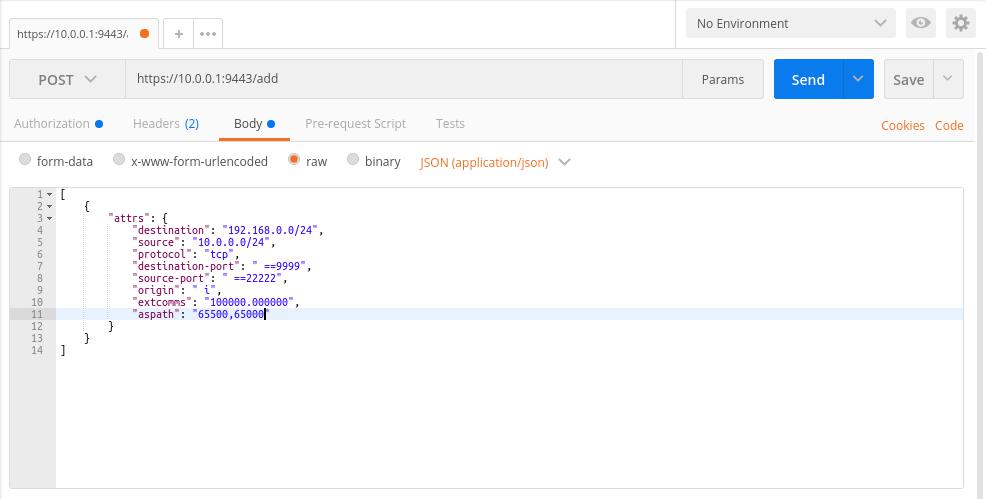 https://10.0.0.1:9443/a
+ •••
No Environment
POST https://10.0.0.1:9443/add Params Send Save
Authorization Headers (2) Body Pre-request Script Tests Cookies Code
form-data x-www-form-urlencoded raw binary JSON (application/json)
1 [
2 {
3 "attrs": {
4 "destination": "192.168.0.0/24",
5 "source": "10.0.0.0/24",
6 "protocol": "tcp",
7 "destination-port": " ==9999",
8 "source-port": " ==22222",
9 "origin": " i",
10 "extcomms": "100000.000000",
11 "aspath": "65500,65000"
12 }
13 }
14 ]